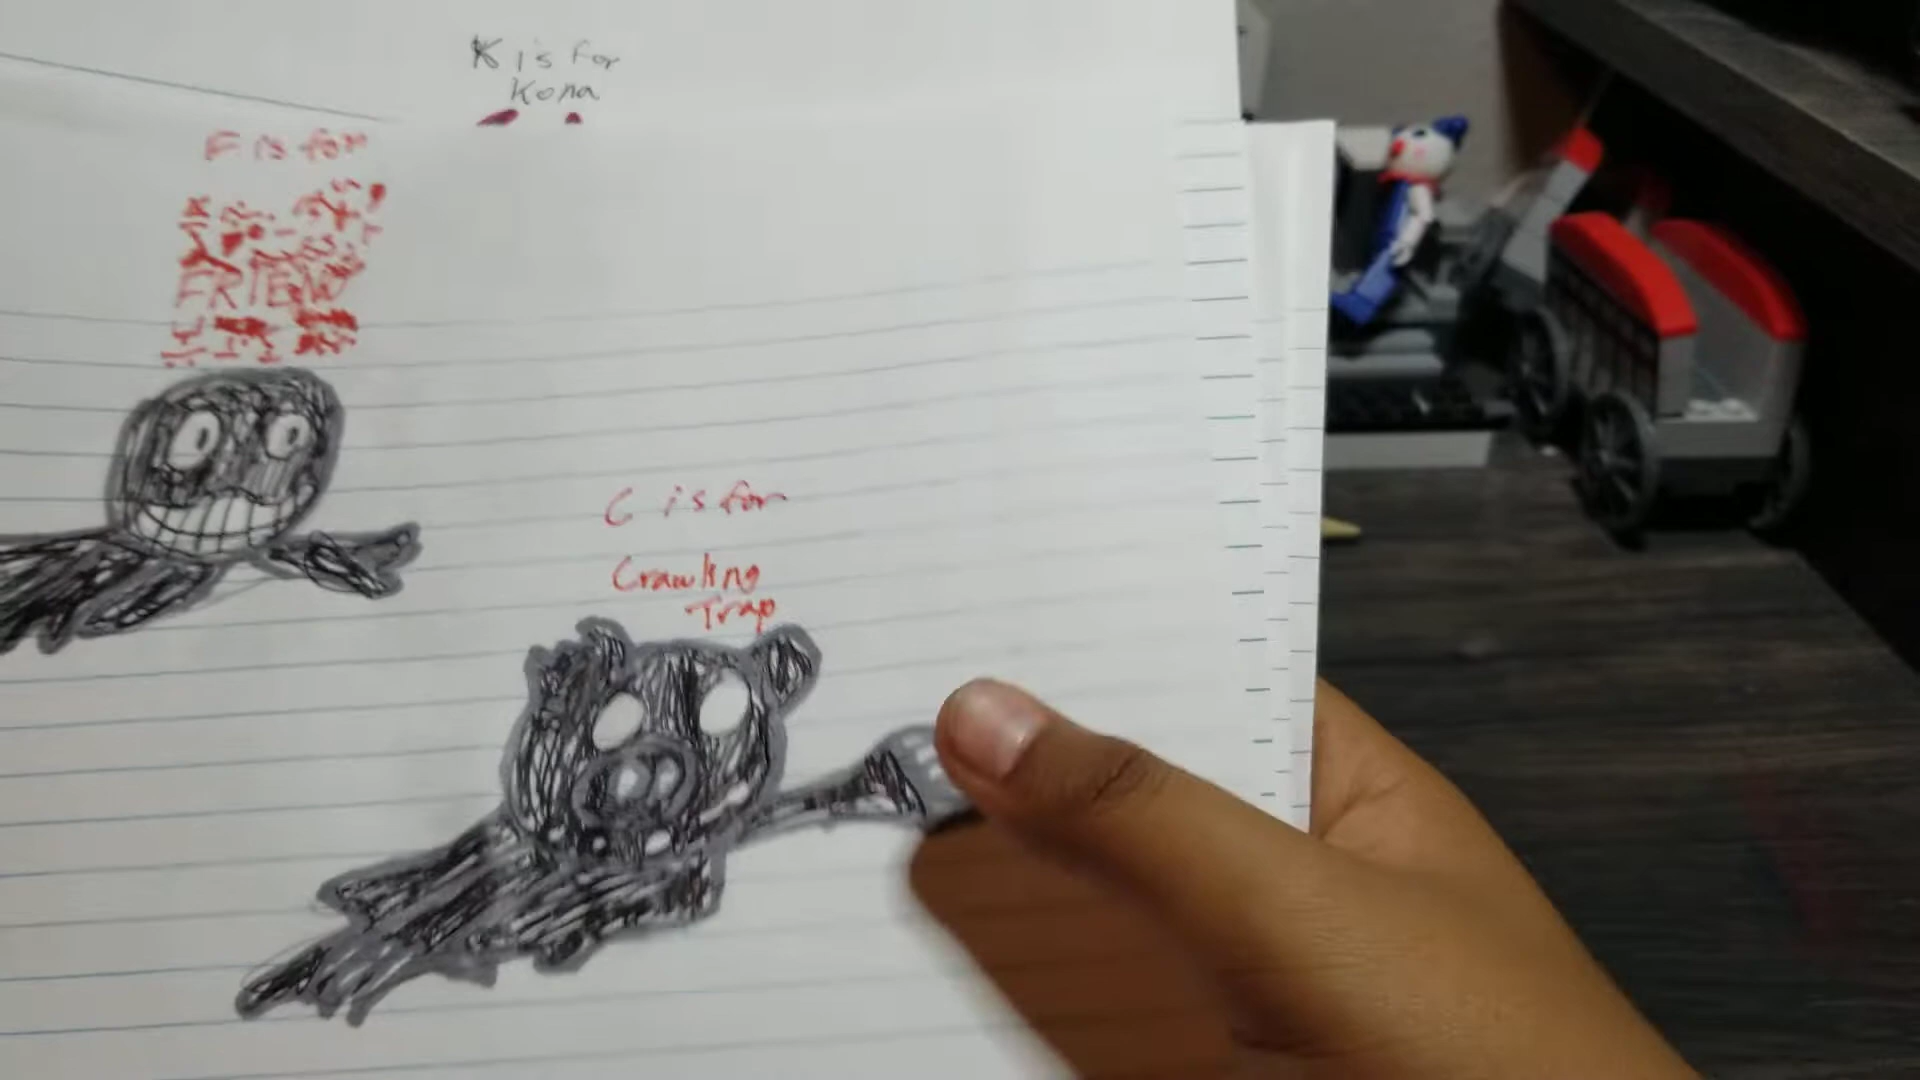 K is for
Kona
F is for
FRIEND
C is for
Crawling
Trap